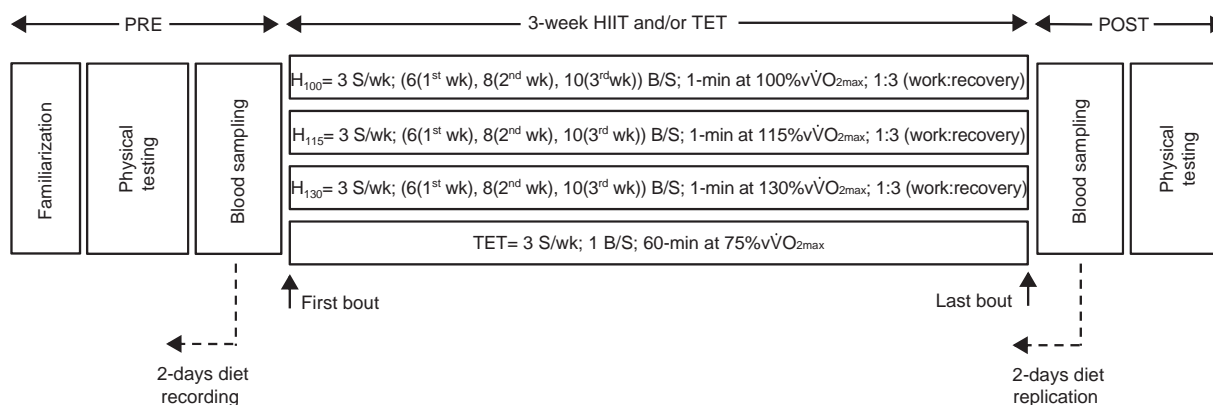 PRE
3-week HIIT and/or TET
POST
Familiarization
Physical
testing
Blood sampling
H₁₀₀= 3 S/wk; (6(1ˢᵗ wk), 8(2ⁿᵈ wk), 10(3ʳᵈwk)) B/S; 1-min at 100%vV̇O₂ₘₐₓ; 1:3 (work:recovery)
H₁₁₅= 3 S/wk; (6(1ˢᵗ wk), 8(2ⁿᵈ wk), 10(3ʳᵈ wk)) B/S; 1-min at 115%vV̇O₂ₘₐₓ; 1:3 (work:recovery)
H₁₃₀= 3 S/wk; (6(1ˢᵗ wk), 8(2ⁿᵈ wk), 10(3ʳᵈ wk)) B/S; 1-min at 130%vV̇O₂ₘₐₓ; 1:3 (work:recovery)
TET= 3 S/wk; 1 B/S; 60-min at 75%vV̇O₂ₘₐₓ
Blood sampling
Physical
testing
First bout
Last bout
2-days diet
recording
2-days diet
replication